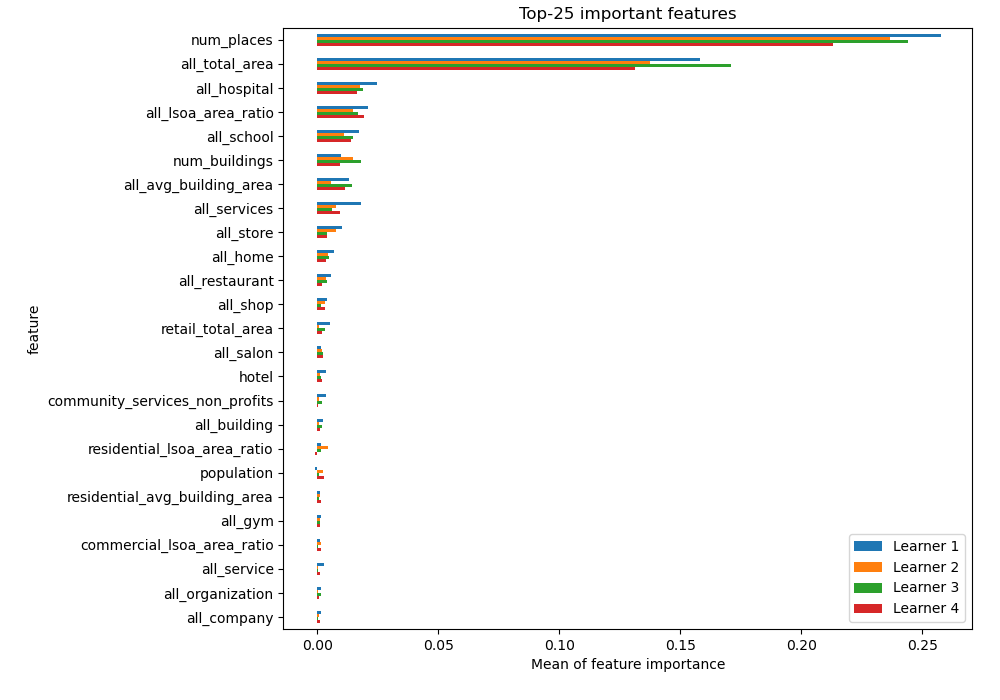 Top-25 important features
num_places
all_total_area
all_hospital
all_lsoa_area_ratio
all_school
num_buildings
all_avg_building_area
all_services
all_store
all_home
all_restaurant
all_shop
retail_total_area
all_salon
hotel
community_services_non_profits
all_building
residential_lsoa_area_ratio
population
residential_avg_building_area
all_gym
commercial_lsoa_area_ratio
all_service
all_organization
all_company
feature
Learner 1
Learner 2
Learner 3
Learner 4
0.00 0.05 0.10 0.15 0.20 0.25
Mean of feature importance